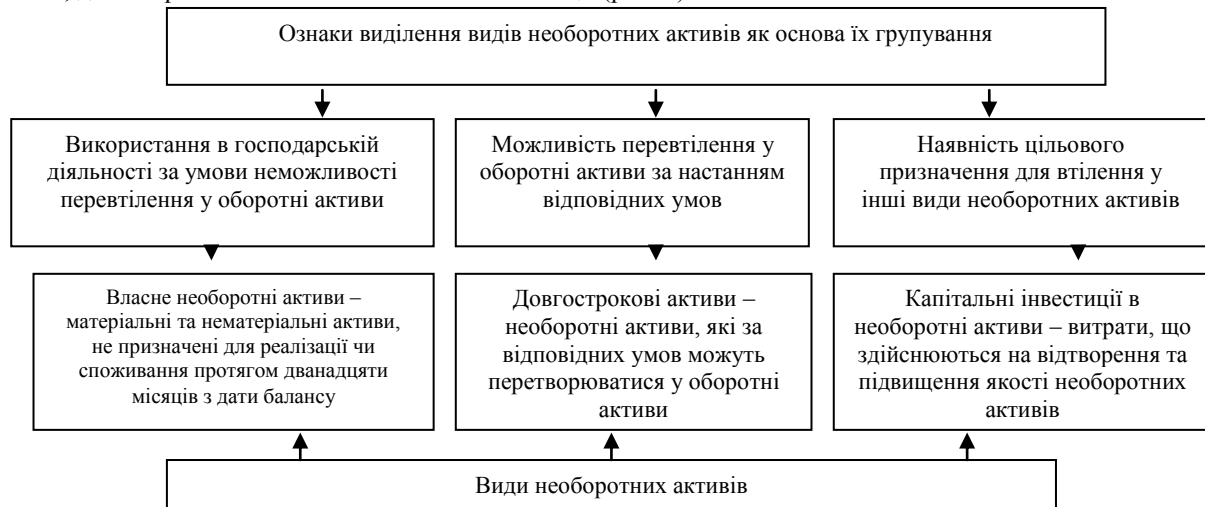 Ознаки виділення видів необоротних активів як основа їх групування
Використання в господарській
діяльності за умови неможливості
перевтілення у оборотні активи
Можливість перевтілення у
оборотні активи за настанням
відповідних умов
Наявність цільового
призначення для втілення у
інші види необоротних активів
Власне необоротні активи –
матеріальні та нематеріальні активи,
не призначені для реалізації чи
споживання протягом дванадцяти
місяців з дати балансу
Довгострокові активи –
необоротні активи, які за
відповідних умов можуть
перетворюватися у оборотні
активи
Капітальні інвестиції в
необоротні активи – витрати, що
здійснюються на відтворення та
підвищення якості необоротних
активів
Види необоротних активів